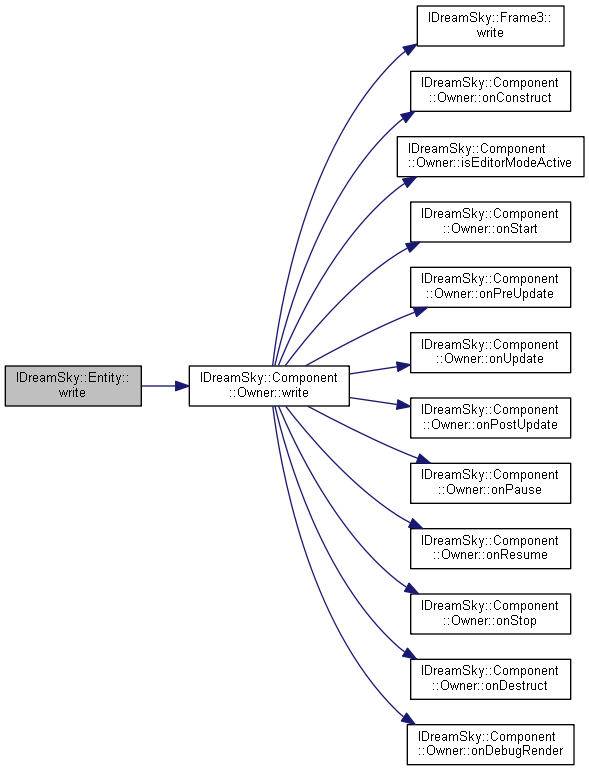 IDreamSky::Entity::
write
IDreamSky::Component
::Owner::write
IDreamSky::Frame3::
write
IDreamSky::Component
::Owner::onConstruct
IDreamSky::Component
::Owner::isEditorModeActive
IDreamSky::Component
::Owner::onStart
IDreamSky::Component
::Owner::onPreUpdate
IDreamSky::Component
::Owner::onUpdate
IDreamSky::Component
::Owner::onPostUpdate
IDreamSky::Component
::Owner::onPause
IDreamSky::Component
::Owner::onResume
IDreamSky::Component
::Owner::onStop
IDreamSky::Component
::Owner::onDestruct
IDreamSky::Component
::Owner::onDebugRender